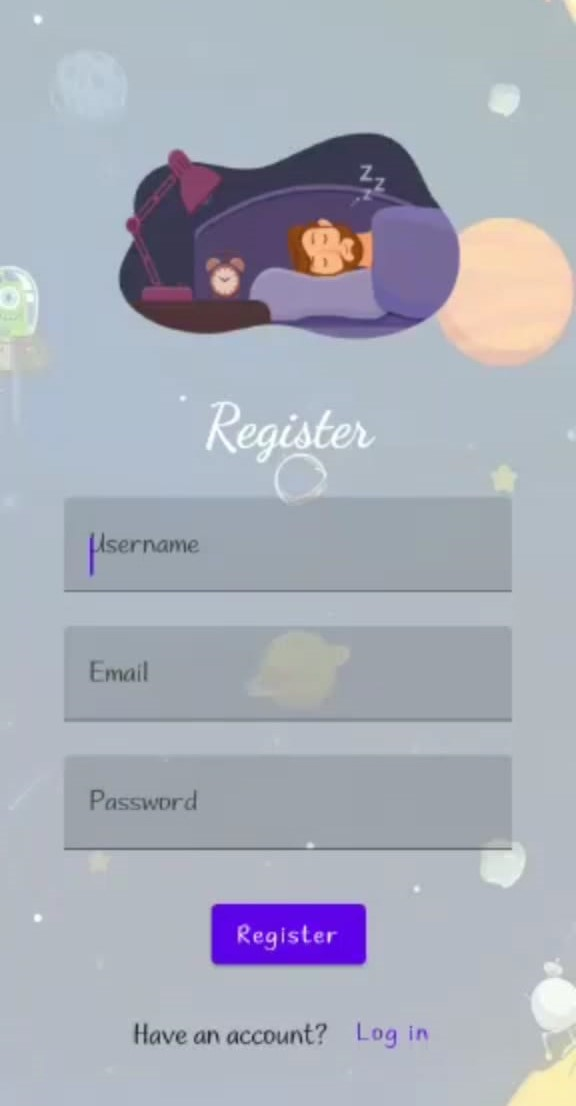 z z z
Register
Username
Email
Password
Register
Have an account? Log in